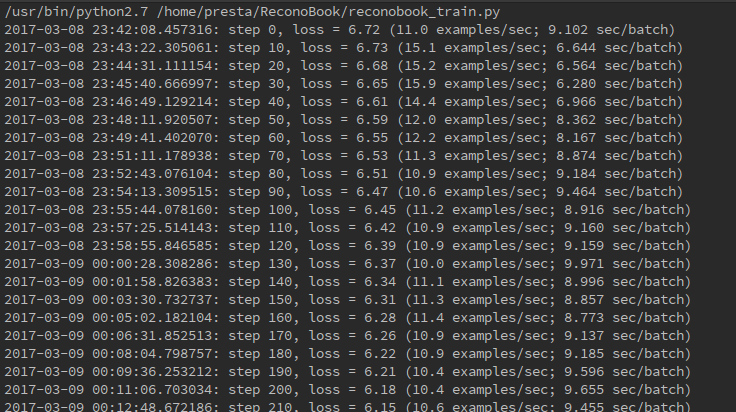 /usr/bin/python2.7 /home/presta/ReconoBook/reconobook_train.py
2017-03-08 23:42:08.457316: step 0, loss = 6.72 (11.0 examples/sec; 9.102 sec/batch)
2017-03-08 23:43:22.305061: step 10, loss = 6.73 (15.1 examples/sec; 6.644 sec/batch)
2017-03-08 23:44:31.111154: step 20, loss = 6.68 (15.2 examples/sec; 6.564 sec/batch)
2017-03-08 23:45:40.666997: step 30, loss = 6.65 (15.9 examples/sec; 6.280 sec/batch)
2017-03-08 23:46:49.129214: step 40, loss = 6.61 (14.4 examples/sec; 6.966 sec/batch)
2017-03-08 23:48:11.920507: step 50, loss = 6.59 (12.0 examples/sec; 8.362 sec/batch)
2017-03-08 23:49:41.402070: step 60, loss = 6.55 (12.2 examples/sec; 8.167 sec/batch)
2017-03-08 23:51:11.178938: step 70, loss = 6.53 (11.3 examples/sec; 8.874 sec/batch)
2017-03-08 23:52:43.076104: step 80, loss = 6.51 (10.9 examples/sec; 9.184 sec/batch)
2017-03-08 23:54:13.309515: step 90, loss = 6.47 (10.6 examples/sec; 9.464 sec/batch)
2017-03-08 23:55:44.078160: step 100, loss = 6.45 (11.2 examples/sec; 8.916 sec/batch)
2017-03-08 23:57:25.514143: step 110, loss = 6.42 (10.9 examples/sec; 9.160 sec/batch)
2017-03-08 23:58:55.846585: step 120, loss = 6.39 (10.9 examples/sec; 9.159 sec/batch)
2017-03-09 00:00:28.308286: step 130, loss = 6.37 (10.0 examples/sec; 9.971 sec/batch)
2017-03-09 00:01:58.826383: step 140, loss = 6.34 (11.1 examples/sec; 8.996 sec/batch)
2017-03-09 00:03:30.732737: step 150, loss = 6.31 (11.3 examples/sec; 8.857 sec/batch)
2017-03-09 00:05:02.182104: step 160, loss = 6.28 (11.4 examples/sec; 8.773 sec/batch)
2017-03-09 00:06:31.852513: step 170, loss = 6.26 (10.9 examples/sec; 9.137 sec/batch)
2017-03-09 00:08:04.798757: step 180, loss = 6.22 (10.9 examples/sec; 9.185 sec/batch)
2017-03-09 00:09:36.253212: step 190, loss = 6.21 (10.4 examples/sec; 9.596 sec/batch)
2017-03-09 00:11:06.703034: step 200, loss = 6.18 (10.4 examples/sec; 9.655 sec/batch)
2017-03-09 00:12:48.672186: step 210, loss = 6.15 (10.6 examples/sec; 9.455 sec/batch)